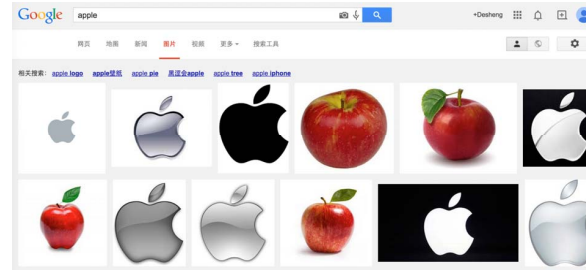 Google apple
+Desheng
网页 地图 新闻 图片 视频 更多 搜索工具
相关搜索: apple logo apple壁纸 apple pie 黑涩会apple apple tree apple iphone